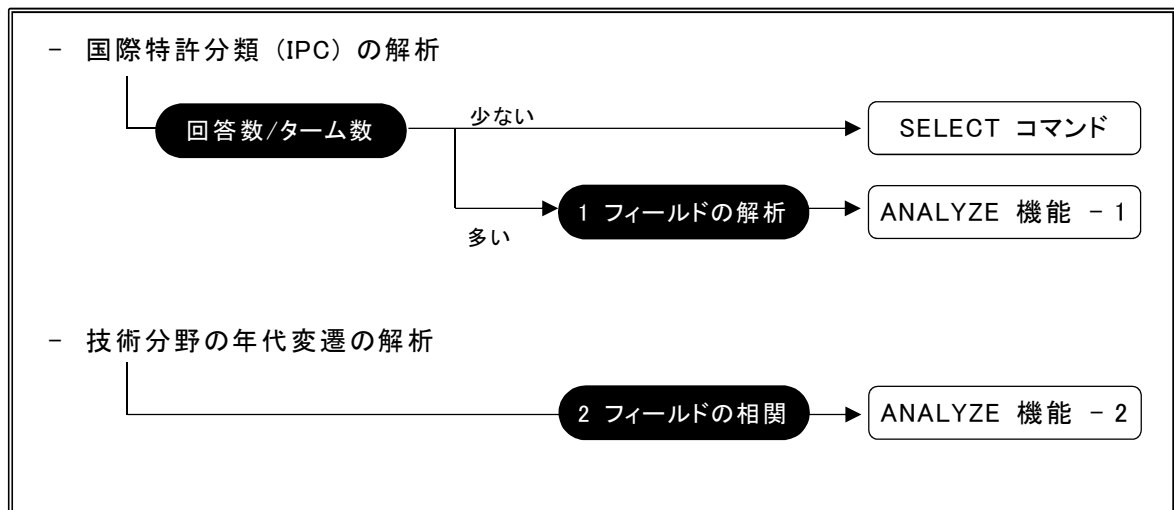 - 国際特許分類 (IPC) の解析
回答数/ターム数
少ない
SELECT コマンド
多い
1 フィールドの解析
ANALYZE 機能 - 1
- 技術分野の年代変遷の解析
2 フィールドの相関
ANALYZE 機能 - 2